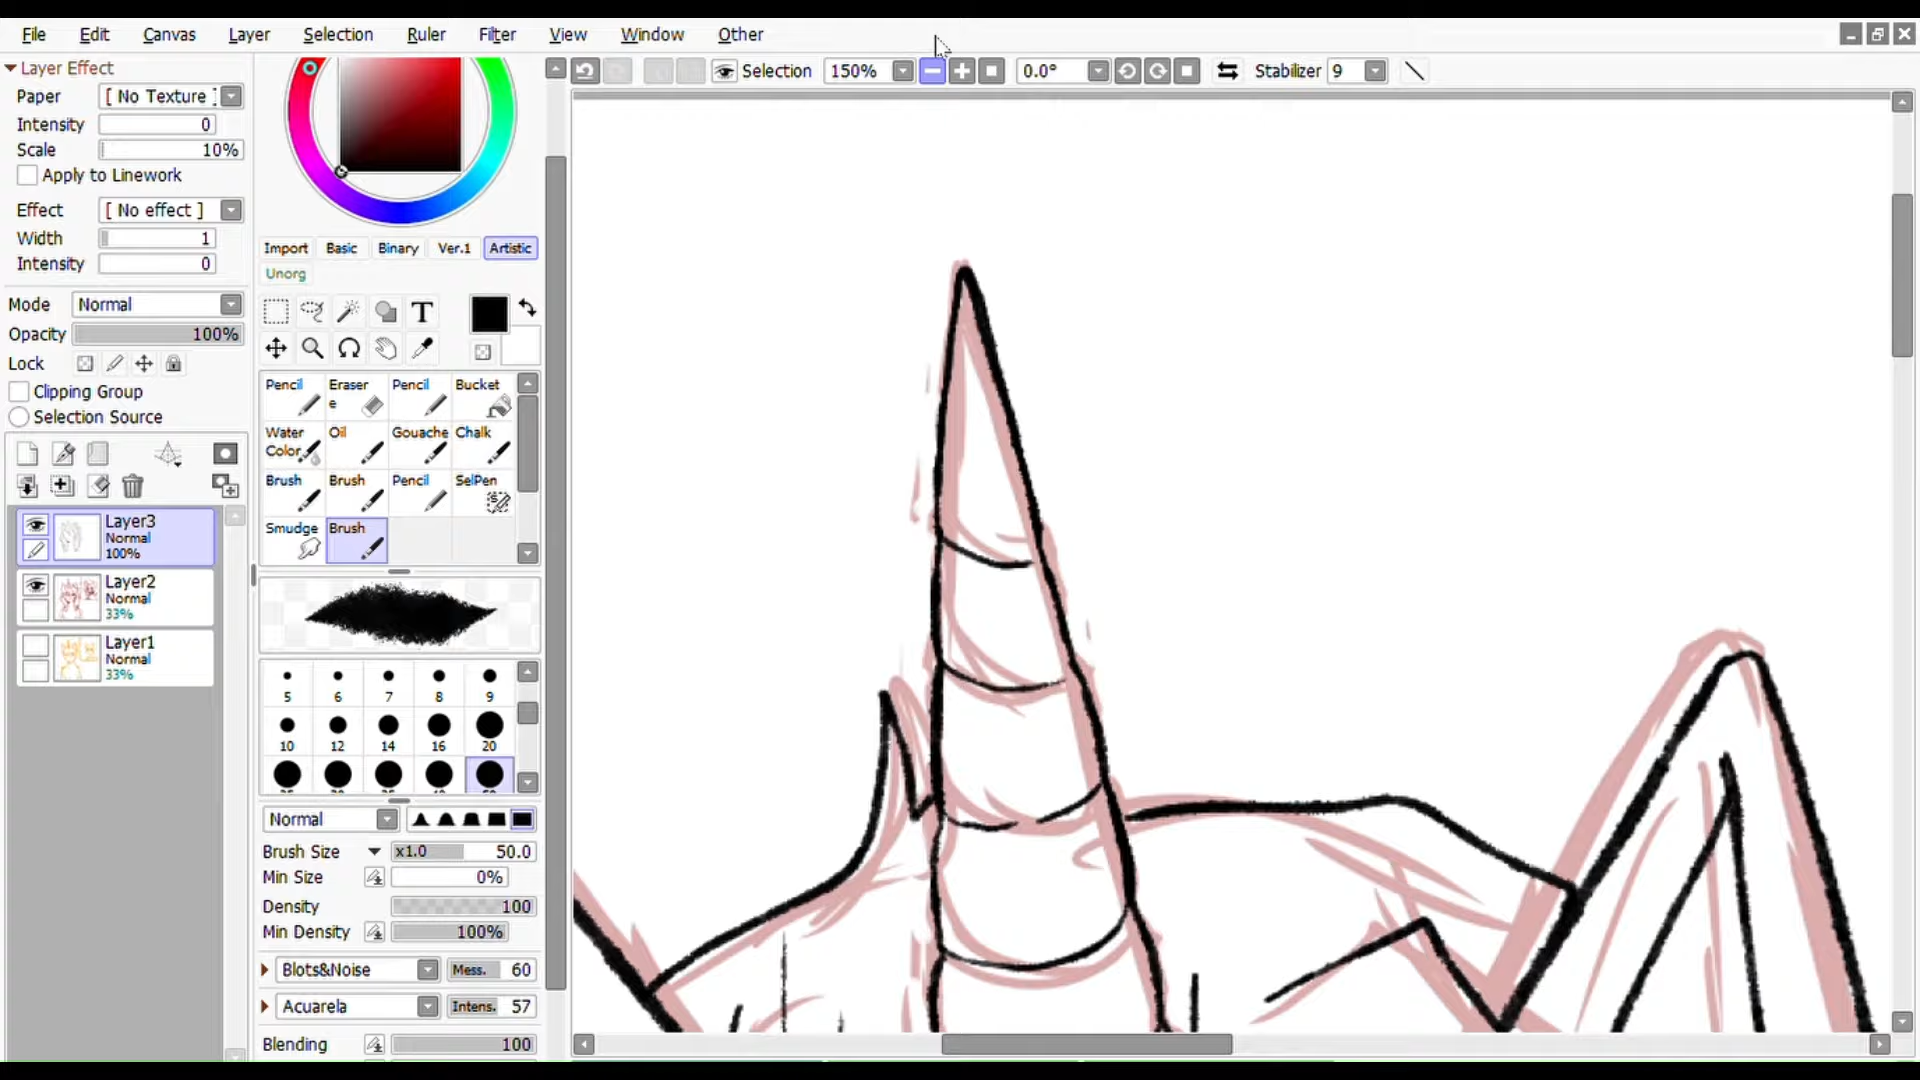 File Edit Canvas Layer Selection Ruler Filter View Window Other
Layer Effect
Paper [ No Texture ]
Intensity 0
Scale 10%
Apply to Linework
Effect [ No effect ]
Width 1
Intensity 0
Mode Normal
Opacity 100%
Lock
Clipping Group
Selection Source
Layer3
Normal
100%
Layer2
Normal
33%
Layer1
Normal
33%
Import Basic Binary Ver.1 Artistic
Unorg
T
Pencil Eraser Pencil Bucket
e
Water Oil Gouache Chalk
Color
Brush Brush Pencil SelPen
Smudge Brush
5 6 7 8 9
10 12 14 16 20
Normal
Brush Size x1.0 50.0
Min Size 0%
Density 100
Min Density 100%
Blots&Noise Mess. 60
Acuarela Intens. 57
Blending 100
Selection 150% 0.0° Stabilizer 9